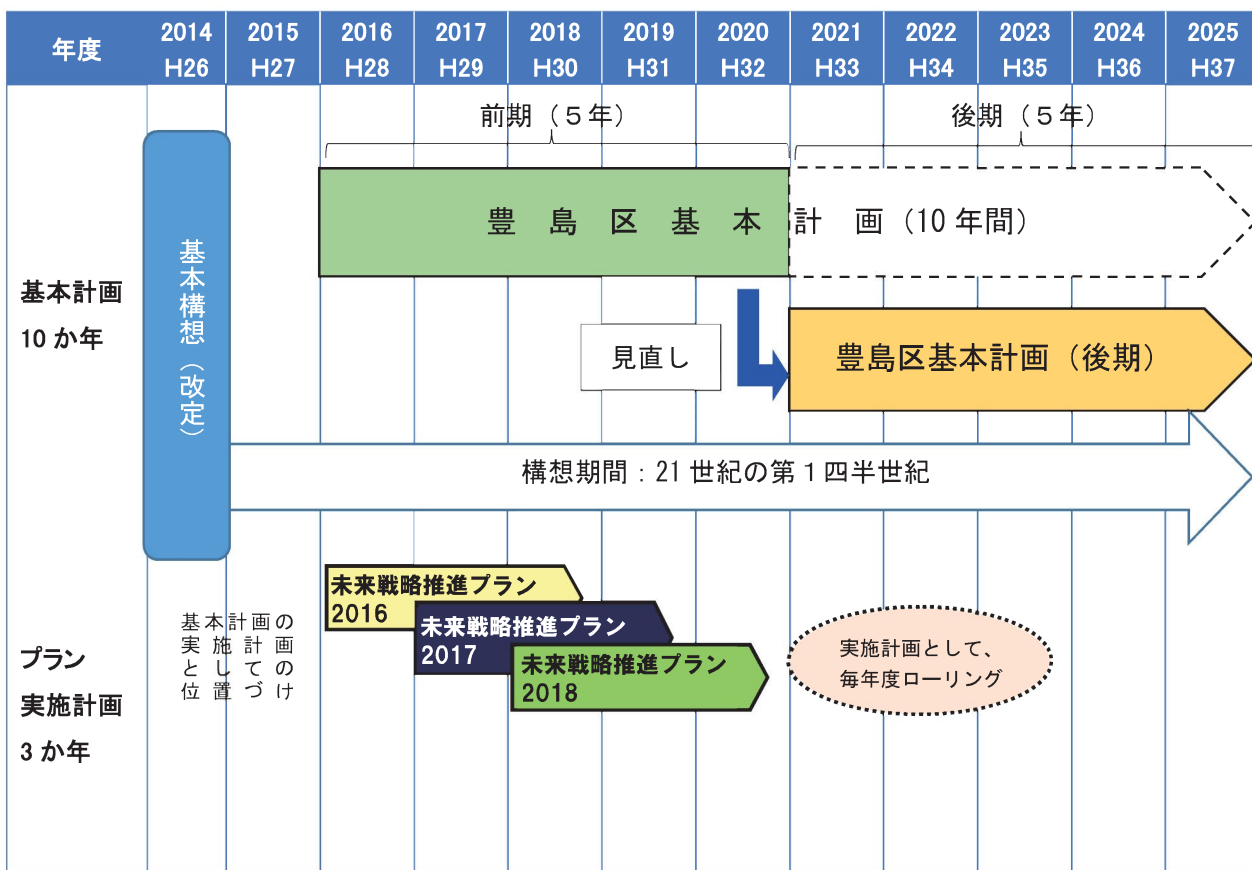 年度
2014 2015 2016 2017 2018 2019 2020 2021 2022 2023 2024 2025
H26 H27 H28 H29 H30 H31 H32 H33 H34 H35 H36 H37
前期（５年）
後期（５年）
豊島区基本計画（10 年間）
基本計画
10 か年
基本構想（改定）
見直し
豊島区基本計画（後期）
構想期間：21 世紀の第１四半世紀
プラン
実施計画
3 か年
基本計画の
実施計画
としての
位置づけ
未来戦略推進プラン
2016
未来戦略推進プラン
2017
未来戦略推進プラン
2018
実施計画として、
毎年度ローリング